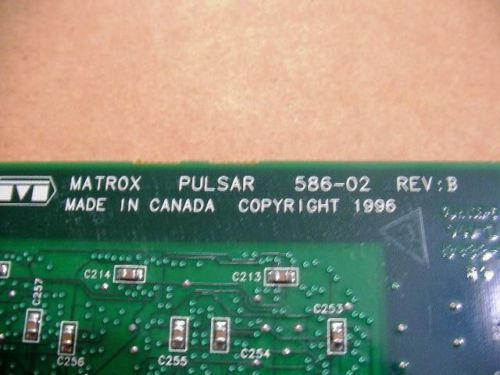 MATROX PULSAR 586-02 REV:B
MADE IN CANADA COPYRIGHT 1996
C214
C213
C257
C253
C256
C255
C254